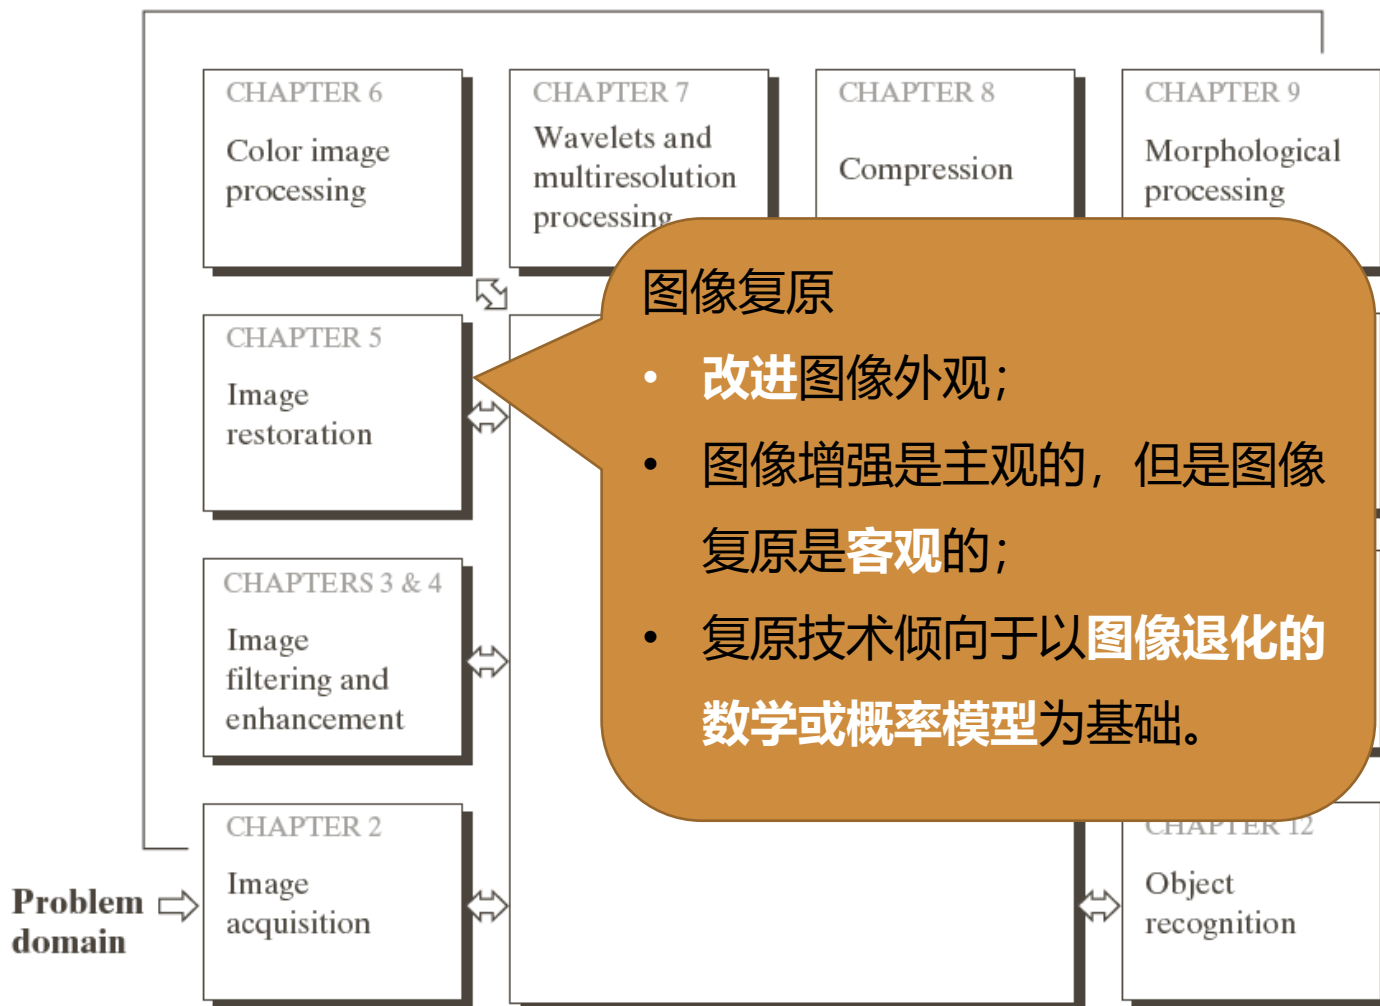 CHAPTER 6
Color image
processing
CHAPTER 7
Wavelets and
multiresolution
processing
CHAPTER 8
Compression
CHAPTER 9
Morphological
processing
CHAPTER 5
Image
restoration
图像复原
• 改进图像外观；
• 图像增强是主观的，但是图像
复原是客观的；
• 复原技术倾向于以图像退化的
数学或概率模型为基础。
CHAPTERS 3 & 4
Image
filtering and
enhancement
Problem
domain
CHAPTER 2
Image
acquisition
CHAPTER 12
Object
recognition